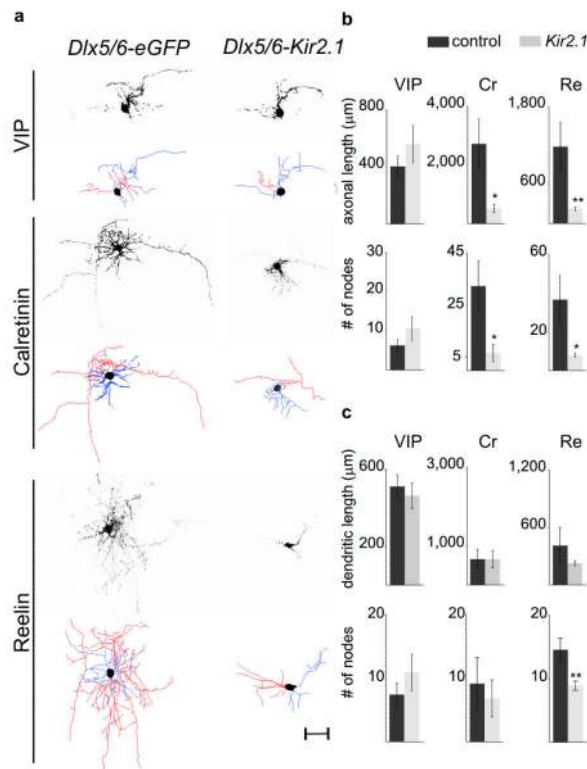 a
Dlx5/6-eGFP Dlx5/6-Kir2.1
VIP
Calretinin
Reelin
b
control Kir2.1
VIP Cr Re
axonal length (µm)
800
400
4,000
2,000
*
1,800
600
**
# of nodes
30
20
10
45
25
5
*
60
20
*
c
VIP Cr Re
dendritic length (µm)
600
200
3,000
1,000
1,200
600
# of nodes
20
10
20
10
20
10
**